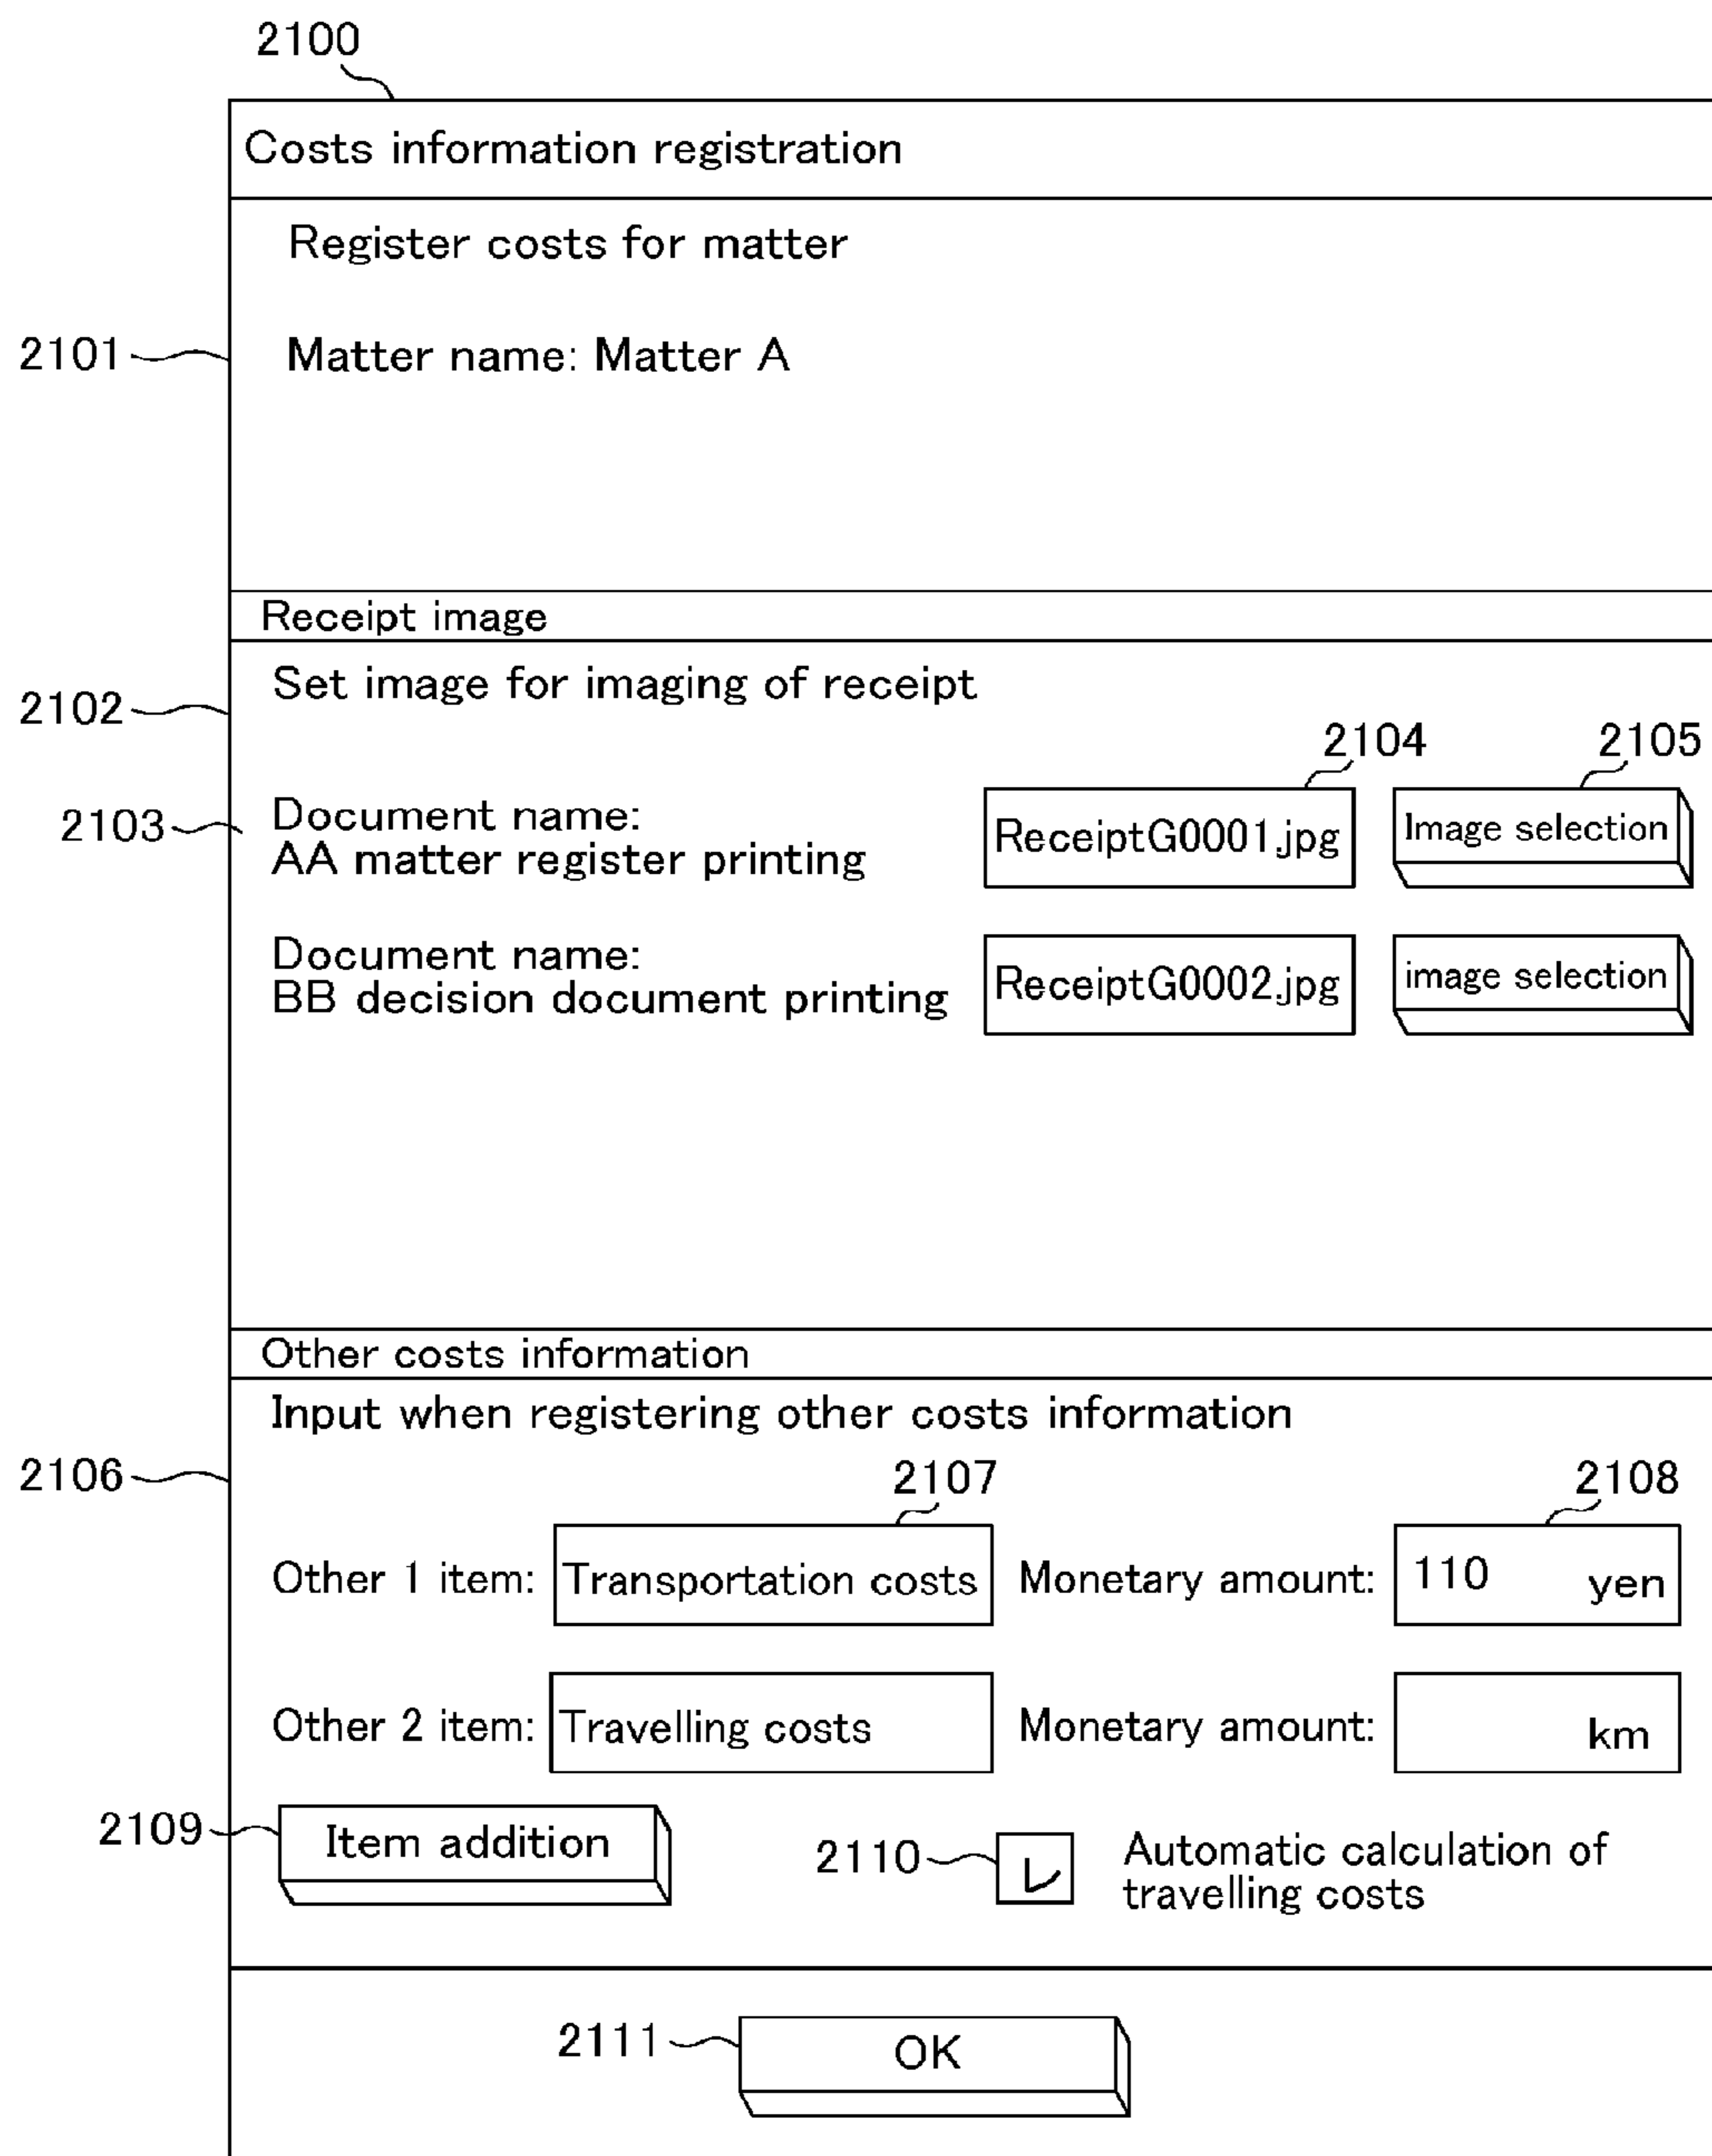 2100
Costs information registration
Register costs for matter
2101
Matter name: Matter A
Receipt image
2102
Set image for imaging of receipt
2104 2105
2103
Document name:
AA matter register printing
ReceiptG0001.jpg
Image selection
Document name:
BB decision document printing
ReceiptG0002.jpg
image selection
Other costs information
Input when registering other costs information
2106
2107 2108
Other 1 item: Transportation costs Monetary amount: 110 yen
Other 2 item: Travelling costs Monetary amount: km
2109
Item addition
2110
Automatic calculation of
travelling costs
2111
OK